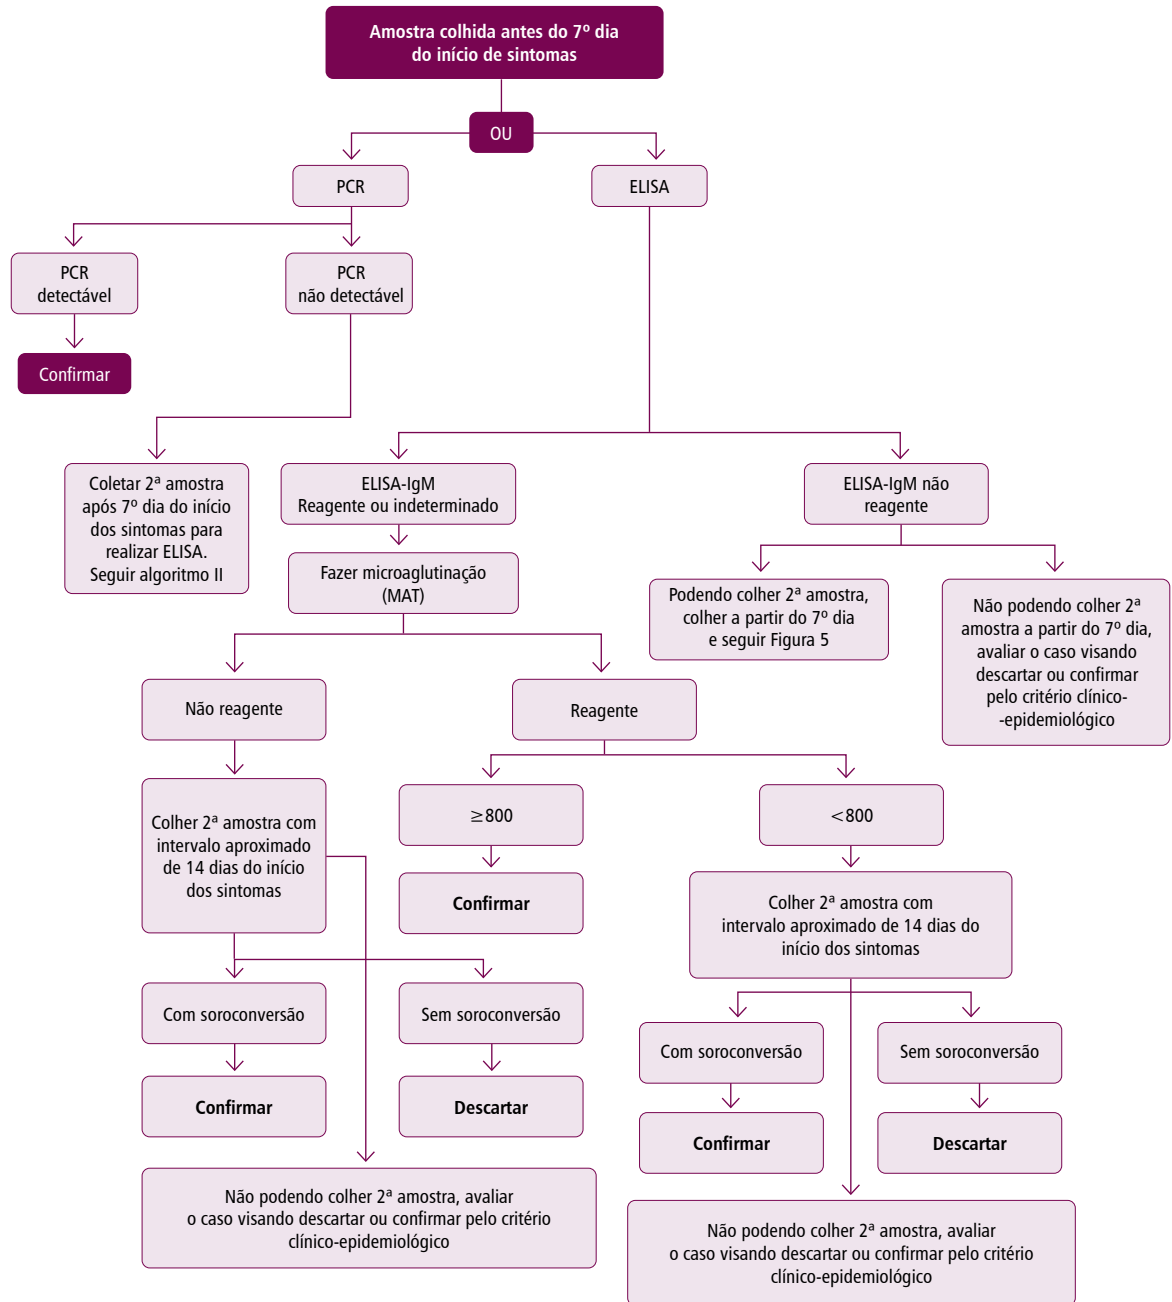 Amostra colhida antes do 7º dia
do início de sintomas
OU
PCR
ELISA
PCR
detectável
PCR
não detectável
Confirmar
Coletar 2ª amostra
após 7º dia do início
dos sintomas para
realizar ELISA.
Seguir algoritmo II
ELISA-IgM
Reagente ou indeterminado
ELISA-IgM não
reagente
Fazer microaglutinação
(MAT)
Podendo colher 2ª amostra,
colher a partir do 7º dia
e seguir Figura 5
Não podendo colher 2ª
amostra a partir do 7º dia,
avaliar o caso visando
descartar ou confirmar
pelo critério clínico-
-epidemiológico
Não reagente
Reagente
Colher 2ª amostra com
intervalo aproximado
de 14 dias do início
dos sintomas
≥800
<800
Confirmar
Colher 2ª amostra com
intervalo aproximado de 14 dias do
início dos sintomas
Com soroconversão
Sem soroconversão
Com soroconversão
Sem soroconversão
Confirmar
Descartar
Confirmar
Descartar
Não podendo colher 2ª amostra, avaliar
o caso visando descartar ou confirmar pelo critério
clínico-epidemiológico
Não podendo colher 2ª amostra, avaliar
o caso visando descartar ou confirmar pelo critério
clínico-epidemiológico